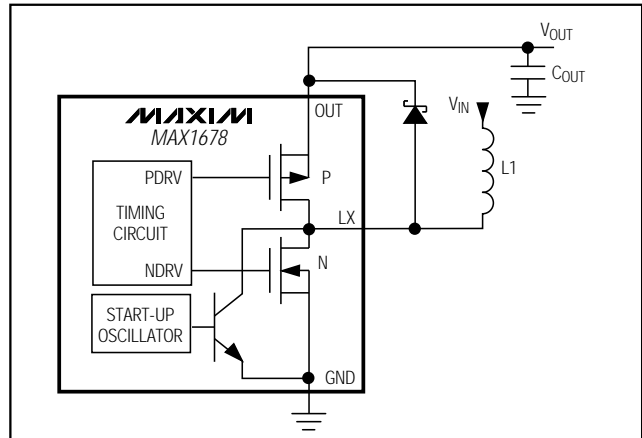 VOUT
COUT
VIN
OUT
MAXIM
MAX1678
L1
PDRV
P
TIMING
CIRCUIT
LX
NDRV
N
START-UP
OSCILLATOR
GND